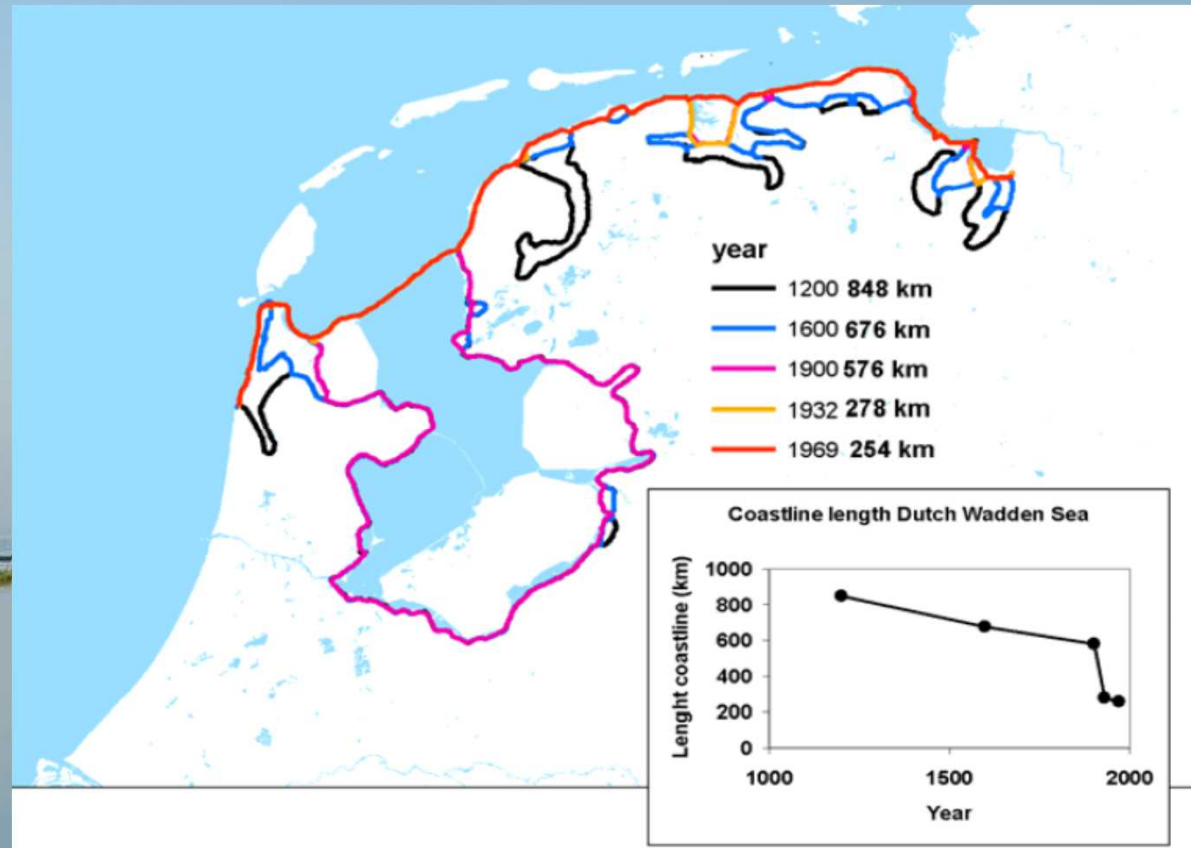 year
1200 848 km
1600 676 km
1900 576 km
1932 278 km
1969 254 km
Coastline length Dutch Wadden Sea
Lenght coastline (km)
1000
800
600
400
200
0
1000 1500 2000
Year